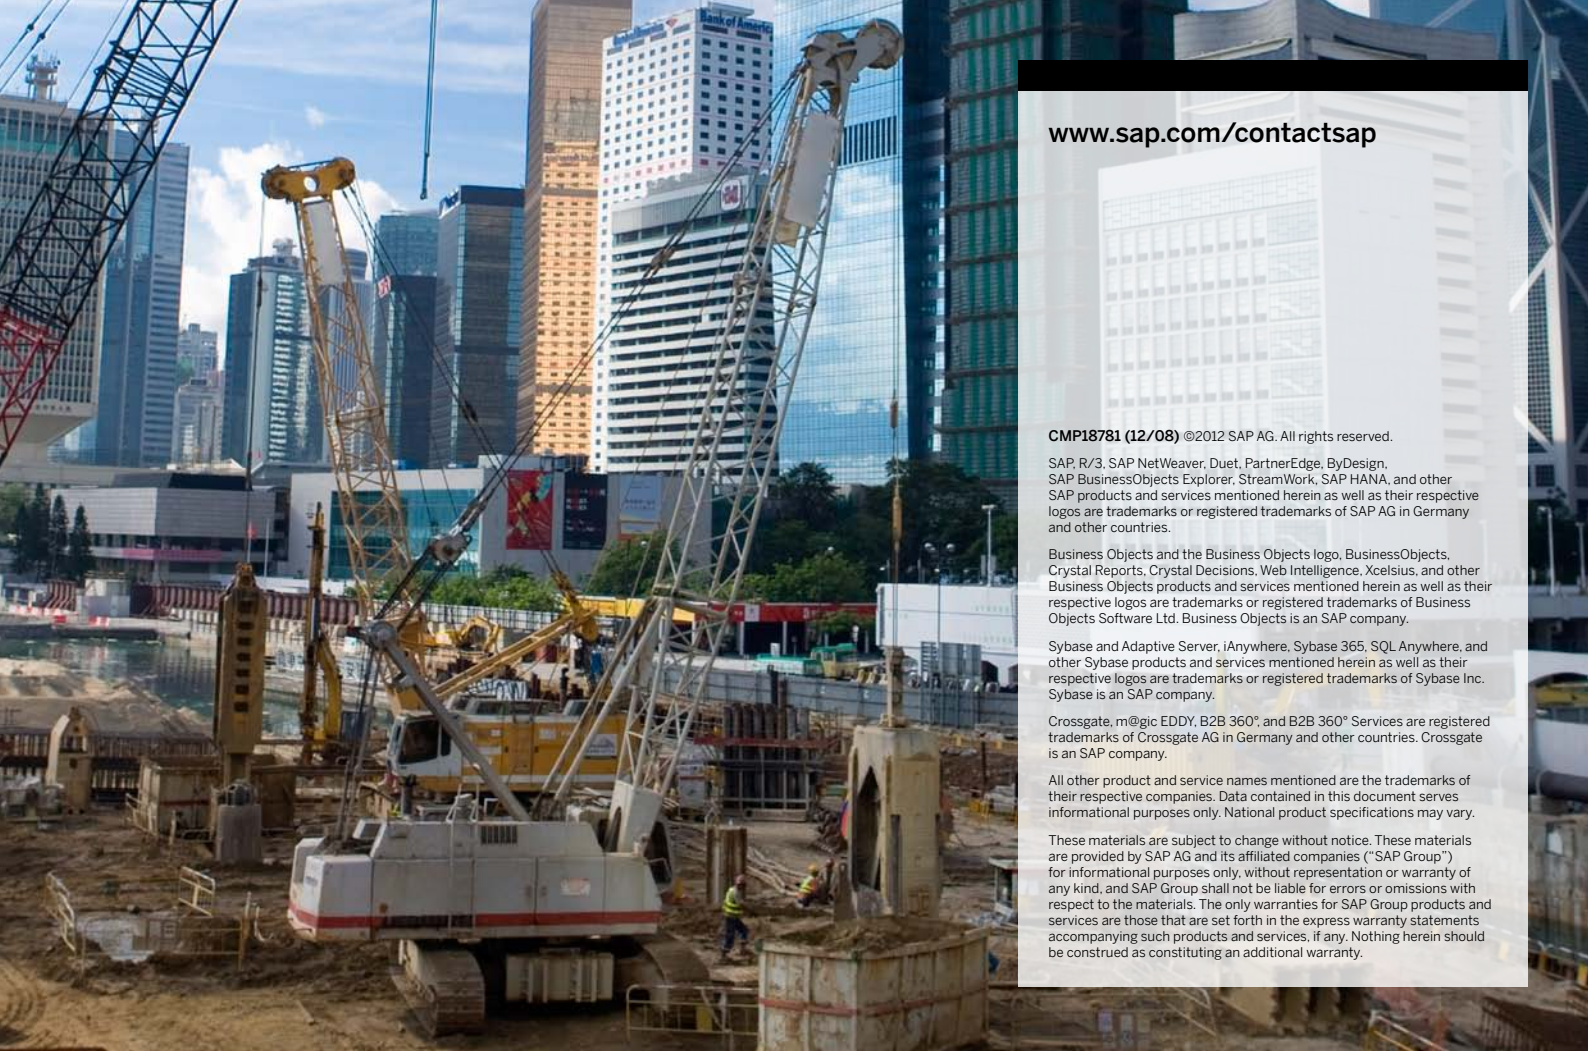 Bank of America
www.sap.com/contactsap
CMP18781 (12/08) ©2012 SAP AG. All rights reserved.
SAP, R/3, SAP NetWeaver, Duet, PartnerEdge, ByDesign,
SAP BusinessObjects Explorer, StreamWork, SAP HANA, and other
SAP products and services mentioned herein as well as their respective
logos are trademarks or registered trademarks of SAP AG in Germany
and other countries.
Business Objects and the Business Objects logo, BusinessObjects,
Crystal Reports, Crystal Decisions, Web Intelligence, Xcelsius, and other
Business Objects products and services mentioned herein as well as their
respective logos are trademarks or registered trademarks of Business
Objects Software Ltd. Business Objects is an SAP company.
Sybase and Adaptive Server, iAnywhere, Sybase 365, SQL Anywhere, and
other Sybase products and services mentioned herein as well as their
respective logos are trademarks or registered trademarks of Sybase Inc.
Sybase is an SAP company.
Crossgate, m@gic EDDY, B2B 360°, and B2B 360° Services are registered
trademarks of Crossgate AG in Germany and other countries. Crossgate
is an SAP company.
All other product and service names mentioned are the trademarks of
their respective companies. Data contained in this document serves
informational purposes only. National product specifications may vary.
These materials are subject to change without notice. These materials
are provided by SAP AG and its affiliated companies (“SAP Group”)
for informational purposes only, without representation or warranty of
any kind, and SAP Group shall not be liable for errors or omissions with
respect to the materials. The only warranties for SAP Group products and
services are those that are set forth in the express warranty statements
accompanying such products and services, if any. Nothing herein should
be construed as constituting an additional warranty.